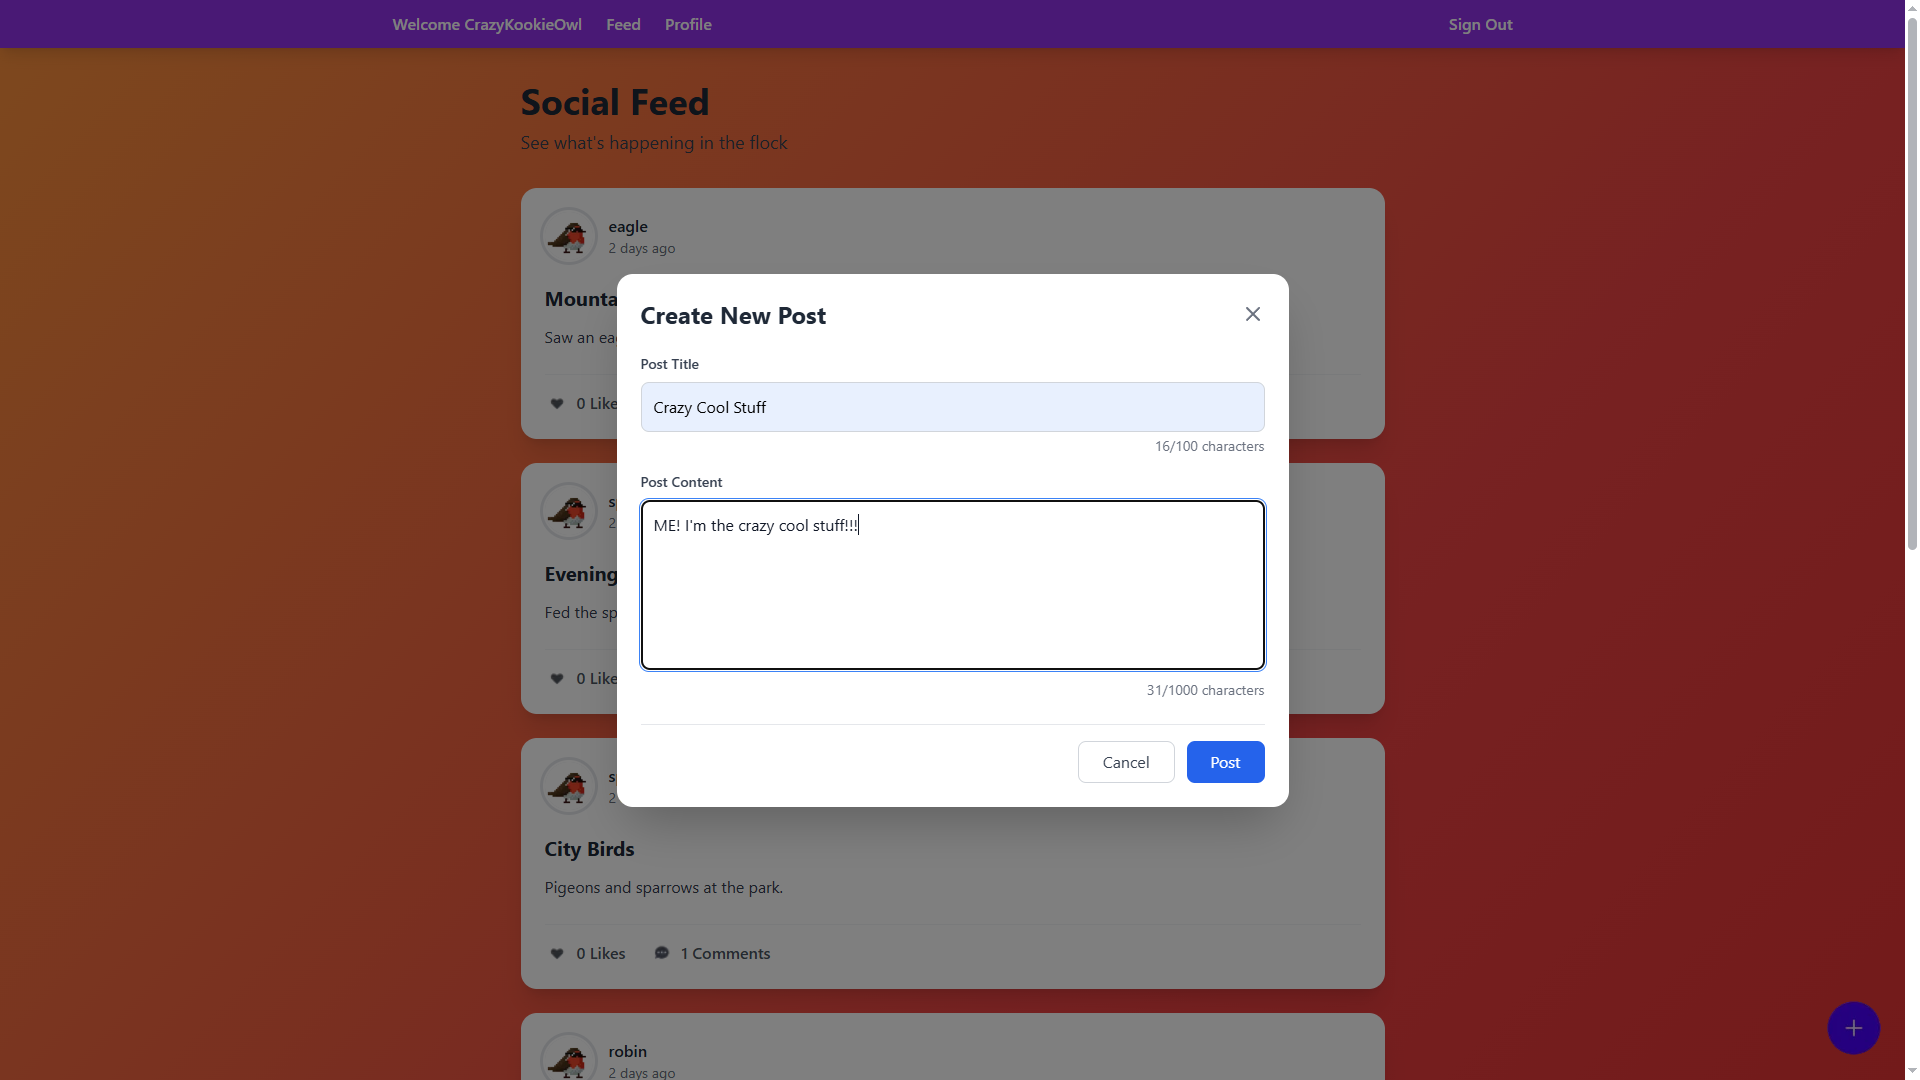 Welcome CrazyKookieOwl Feed Profile Sign Out
Social Feed
See what's happening in the flock
eagle
2 days ago
Mounta
Saw an ea
0 Like
Create New Post
Post Title
Crazy Cool Stuff
16/100 characters
Post Content
ME! I'm the crazy cool stuff!!!
31/1000 characters
Cancel Post
s
2
Evening
Fed the sp
0 Like
s
2
City Birds
Pigeons and sparrows at the park.
0 Likes 1 Comments
robin
2 days ago